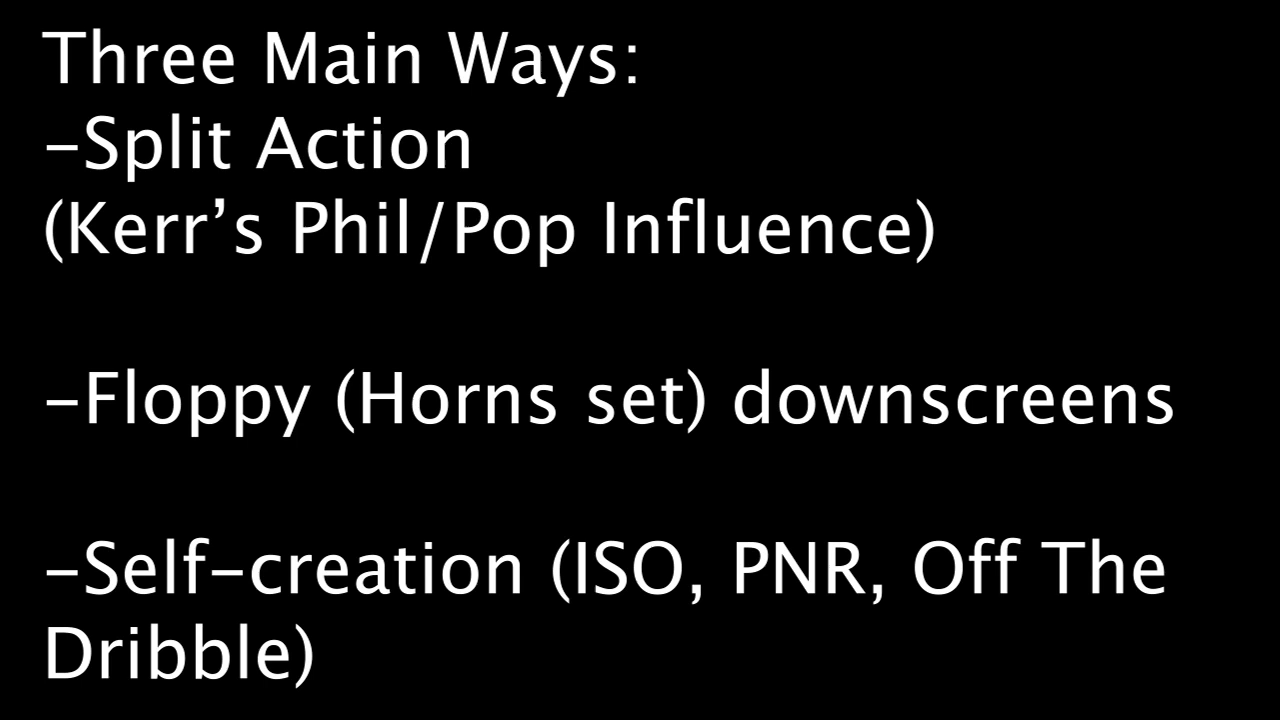 Three Main Ways:
-Split Action
(Kerr’s Phil/Pop Influence)
-Floppy (Horns set) downscreens
-Self-creation (ISO, PNR, Off The
Dribble)